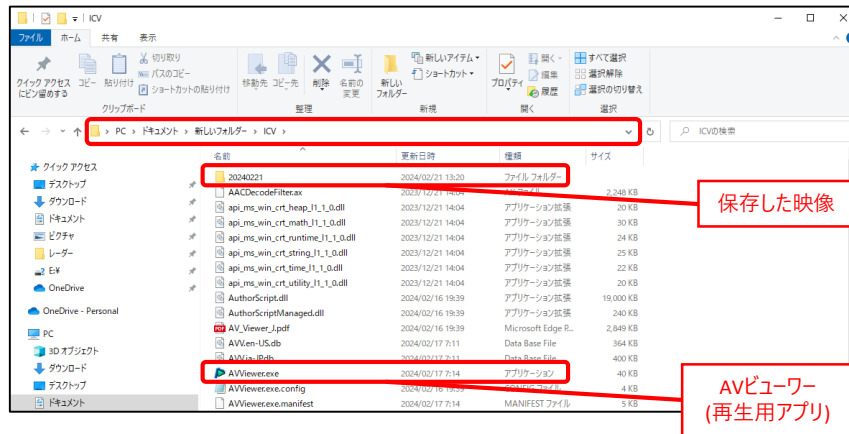 ICV
ファイル ホーム 共有 表示
クイック アクセス
にピン留めする
コピー 貼り付け
切り取り
パスのコピー
ショートカットの貼り付け
クリップボード
移動先 コピー先 削除 名前の
変更
整理
新しい
フォルダー
新しいアイテム
ショートカット
新規
プロパティ
開く
編集
履歴
開く
すべて選択
選択解除
選択の切り替え
選択
PC > ドキュメント > 新しいフォルダー > ICV >
ICVの検索
名前 更新日時 種類 サイズ
クイック アクセス
デスクトップ
ダウンロード
ドキュメント
ピクチャ
レーダー
E:¥
OneDrive
OneDrive - Personal
PC
3D オブジェクト
ダウンロード
デスクトップ
ドキュメント
20240221 2024/02/21 13:20 ファイル フォルダー
AACDecodeFilter.ax 2023/12/21 14:04 2,248 KB
api_ms_win_crt_heap_l1_1_0.dll 2023/12/21 14:04 アプリケーション拡張 20 KB
api_ms_win_crt_math_l1_1_0.dll 2023/12/21 14:04 アプリケーション拡張 30 KB
api_ms_win_crt_runtime_l1_1_0.dll 2023/12/21 14:04 アプリケーション拡張 24 KB
api_ms_win_crt_string_l1_1_0.dll 2023/12/21 14:04 アプリケーション拡張 25 KB
api_ms_win_crt_time_l1_1_0.dll 2023/12/21 14:04 アプリケーション拡張 22 KB
api_ms_win_crt_utility_l1_1_0.dll 2023/12/21 14:04 アプリケーション拡張 20 KB
AuthorScript.dll 2024/02/16 19:39 アプリケーション拡張 19,000 KB
AuthorScriptManaged.dll 2024/02/16 19:39 アプリケーション拡張 240 KB
AV_Viewer_J.pdf 2024/02/16 19:39 Microsoft Edge P... 2,849 KB
AVV.en-US.db 2024/02/17 7:11 Data Base File 364 KB
AVV.ja-JP.db 2024/02/17 7:11 Data Base File 400 KB
AVViewer.exe 2024/02/17 7:14 アプリケーション 40 KB
AVViewer.exe.config 2024/02/16 19:39 CONFIG ファイル 4 KB
AVViewer.exe.manifest 2024/02/17 7:14 MANIFEST ファイル 5 KB
保存した映像
AVビューワー
(再生用アプリ)